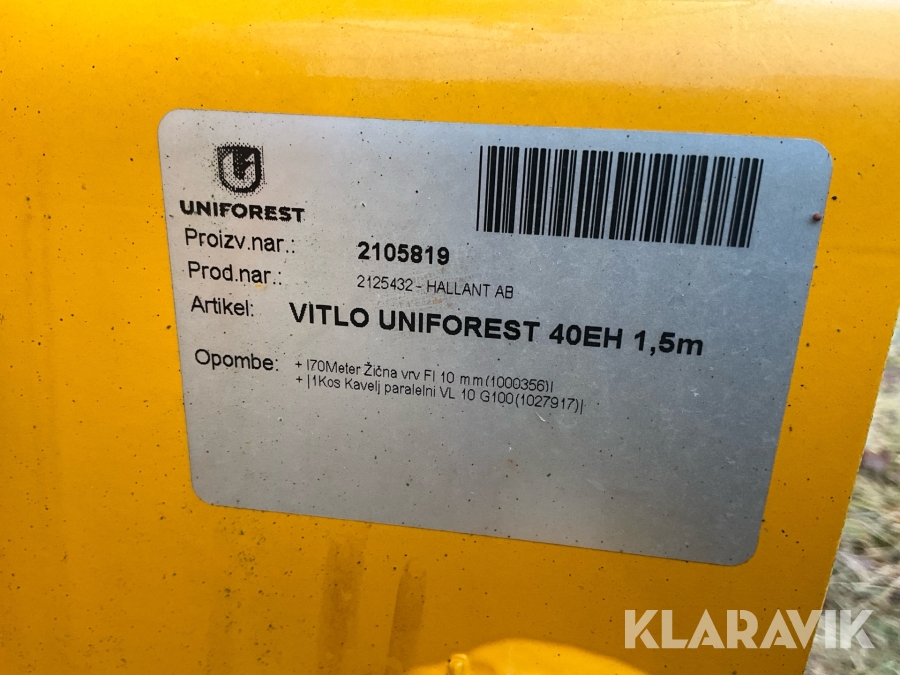 UNIFOREST
Proizv.nar.: 2105819
Prod.nar.: 2125432 - HALLANT AB
Artikel: VITLO UNIFOREST 40EH 1,5m
Opombe: + |70Meter Žična vrv FI 10 mm(1000356)|
+ |1Kos Kavelj paralelni VL 10 G100(1027917)|
KLARAVIK